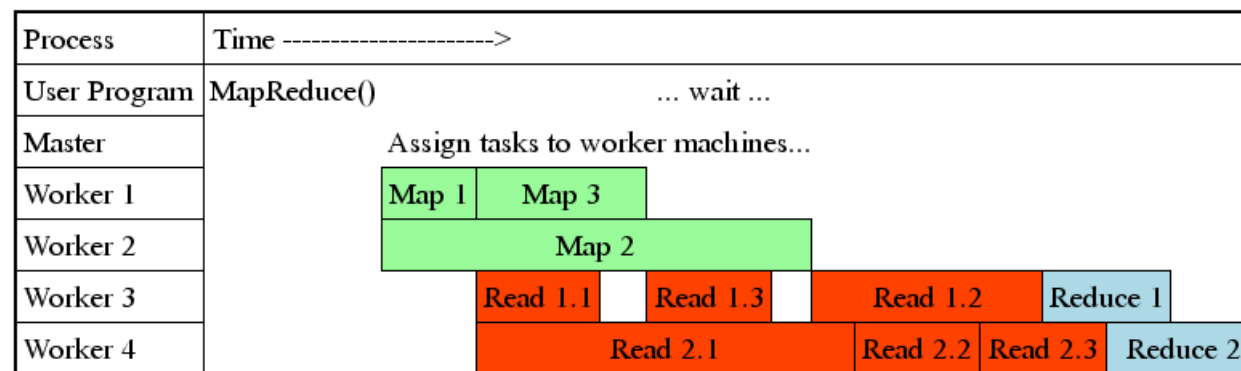 Process Time ---------------------->
User Program MapReduce() ... wait ...
Master Assign tasks to worker machines...
Worker 1 Map 1 Map 3
Worker 2 Map 2
Worker 3 Read 1.1 Read 1.3 Read 1.2 Reduce 1
Worker 4 Read 2.1 Read 2.2 Read 2.3 Reduce 2